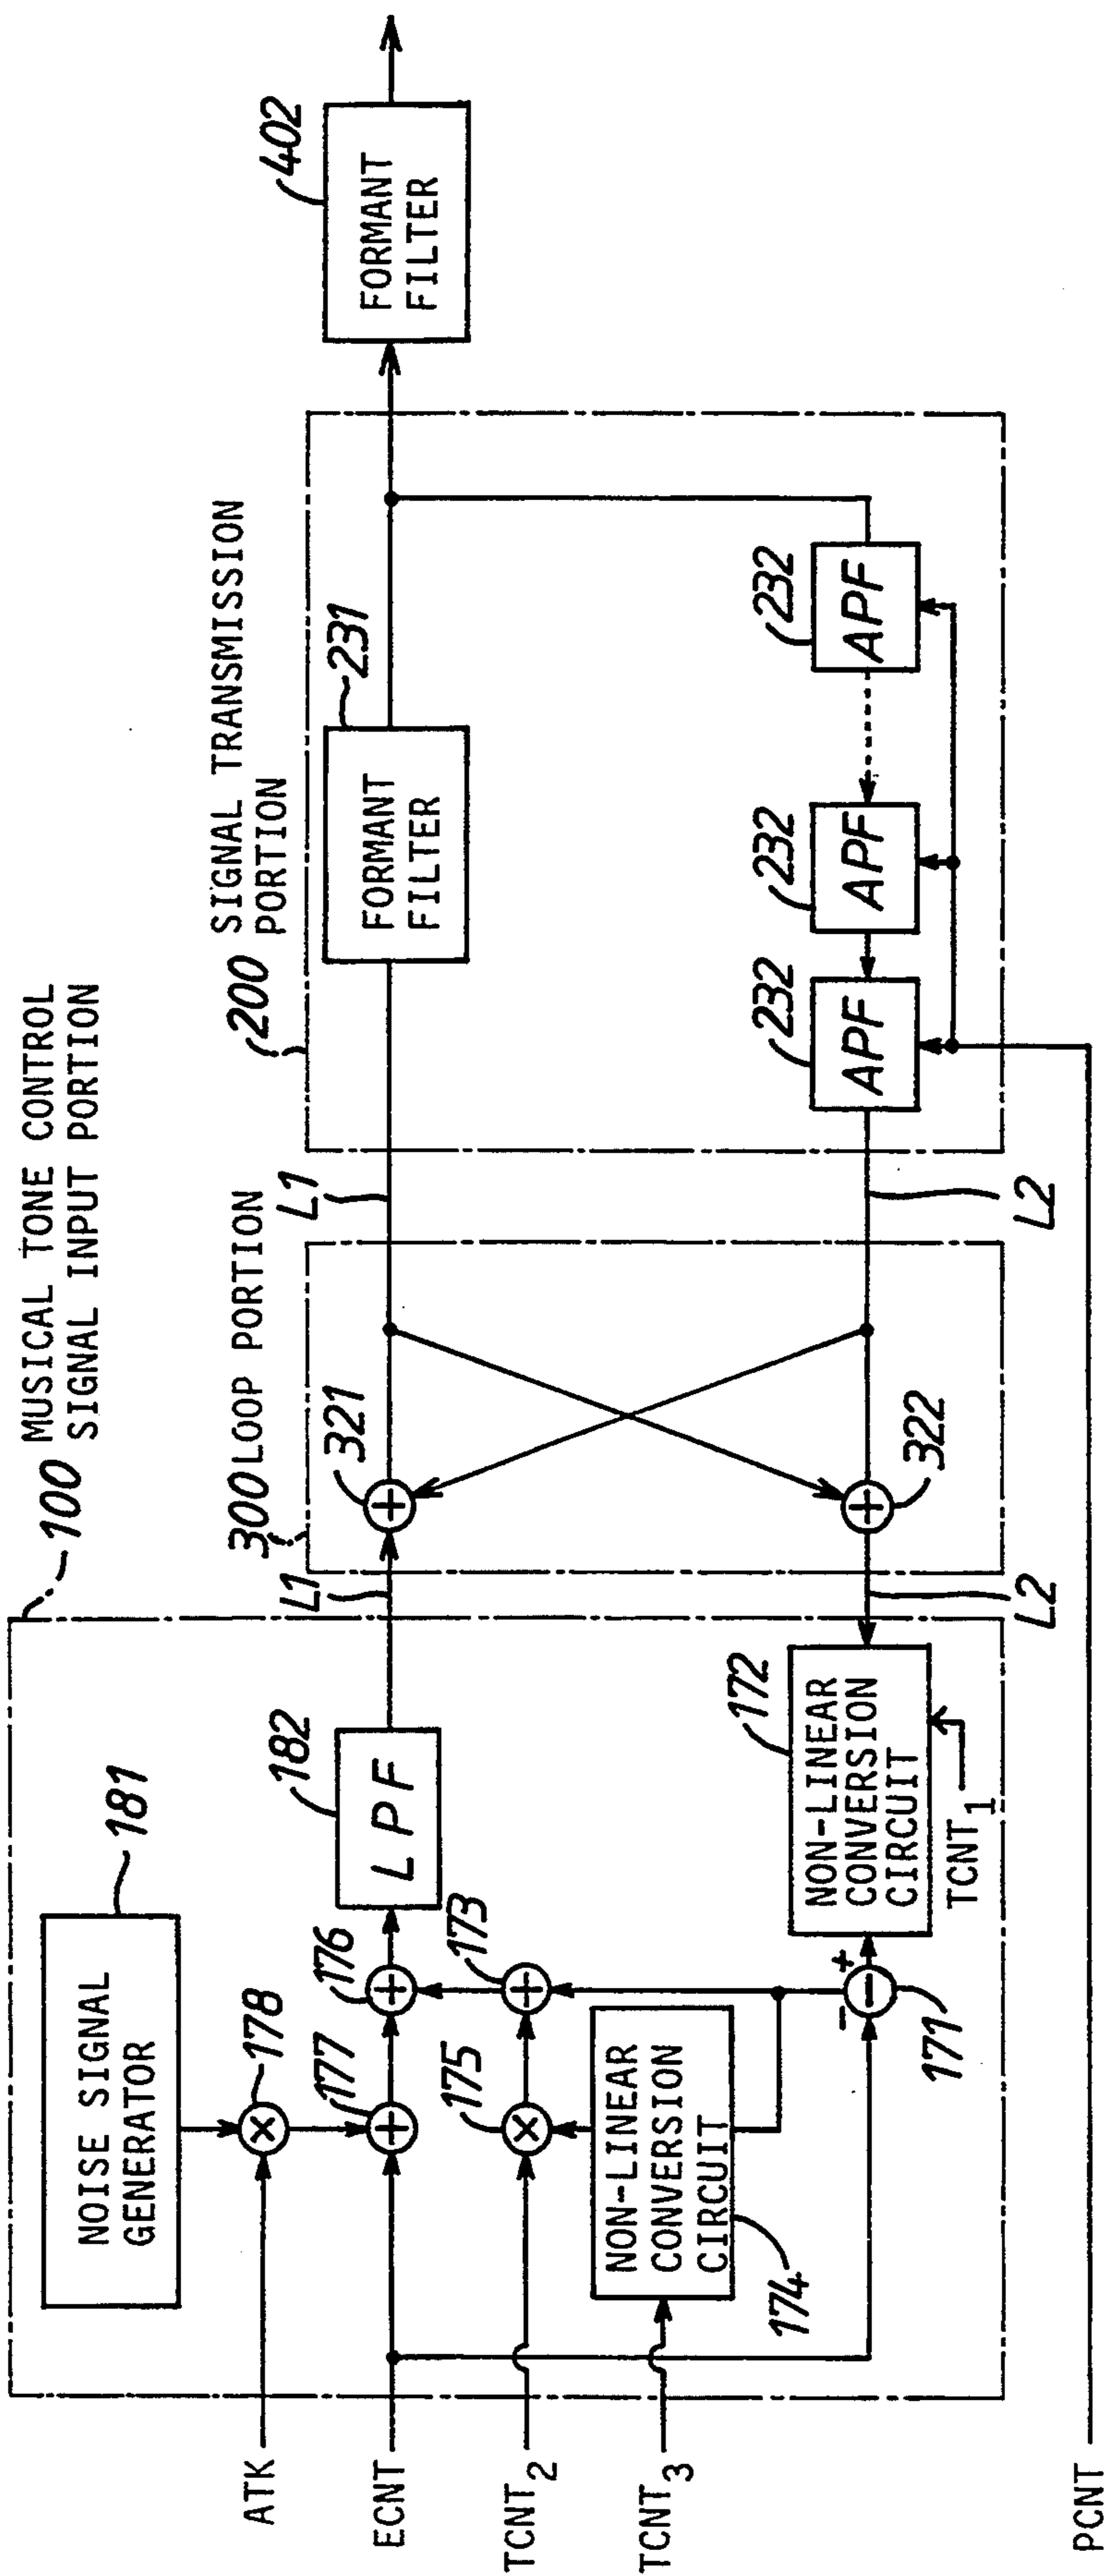 100 MUSICAL TONE CONTROL
SIGNAL INPUT PORTION
NOISE SIGNAL
GENERATOR
181
ATK
178
ECNT
177
176
LPF
182
L1
TCNT2
175
173
TCNT3
NON-LINEAR
CONVERSION
CIRCUIT
174
171
NON-LINEAR
CONVERSION
CIRCUIT
172
TCNT1
L2
300 LOOP PORTION
321
322
L1
L2
200 SIGNAL TRANSMISSION
PORTION
FORMANT
FILTER
231
APF
232
APF
232
APF
232
PCNT
FORMANT
FILTER
402